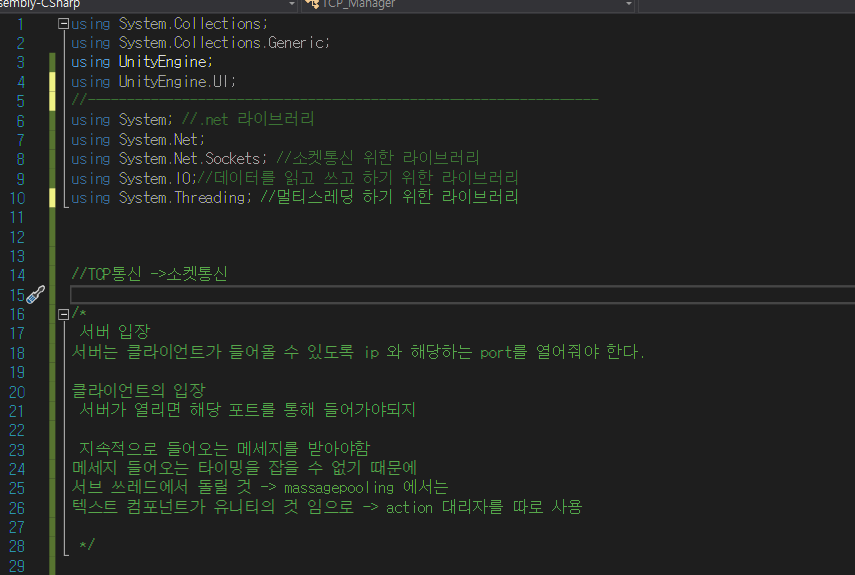 sembly-CSharp TCP_Manager
1 using System.Collections;
2 using System.Collections.Generic;
3 using UnityEngine;
4 using UnityEngine.UI;
5 //-----------------------------------------------------------------
6 using System; //.net 라이브러리
7 using System.Net;
8 using System.Net.Sockets; //소켓통신 위한 라이브러리
9 using System.IO;//데이터를 읽고 쓰고 하기 위한 라이브러리
10 using System.Threading; //멀티스레딩 하기 위한 라이브러리
11
12
13
14 //TCP통신 ->소켓통신
15
16 /*
17 서버 입장
18 서버는 클라이언트가 들어올 수 있도록 ip 와 해당하는 port를 열어줘야 한다.
19
20 클라이언트의 입장
21 서버가 열리면 해당 포트를 통해 들어가야되지
22
23 지속적으로 들어오는 메세지를 받아야함
24 메세지 들어오는 타이밍을 잡을 수 없기 때문에
25 서브 쓰레드에서 돌릴 것 -> massagepooling 에서는
26 텍스트 컴포넌트가 유니티의 것 임으로 -> action 대리자를 따로 사용
27
28 */
29